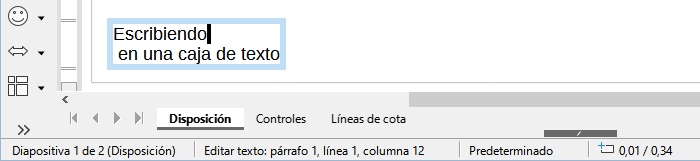 Escribiendo
en una caja de texto
Disposición Controles Líneas de cota
Diapositiva 1 de 2 (Disposición) Editar texto: párrafo 1, línea 1, columna 12 Predeterminado 0,01 / 0,34